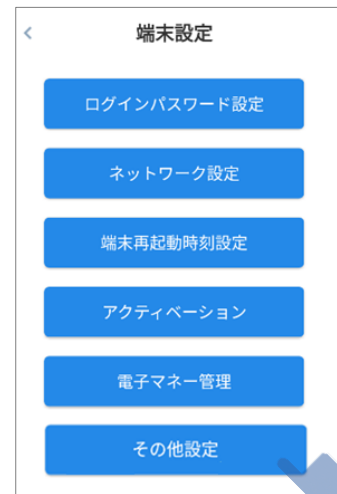 端末設定
ログインパスワード設定
ネットワーク設定
端末再起動時刻設定
アクティベーション
電子マネー管理
その他設定